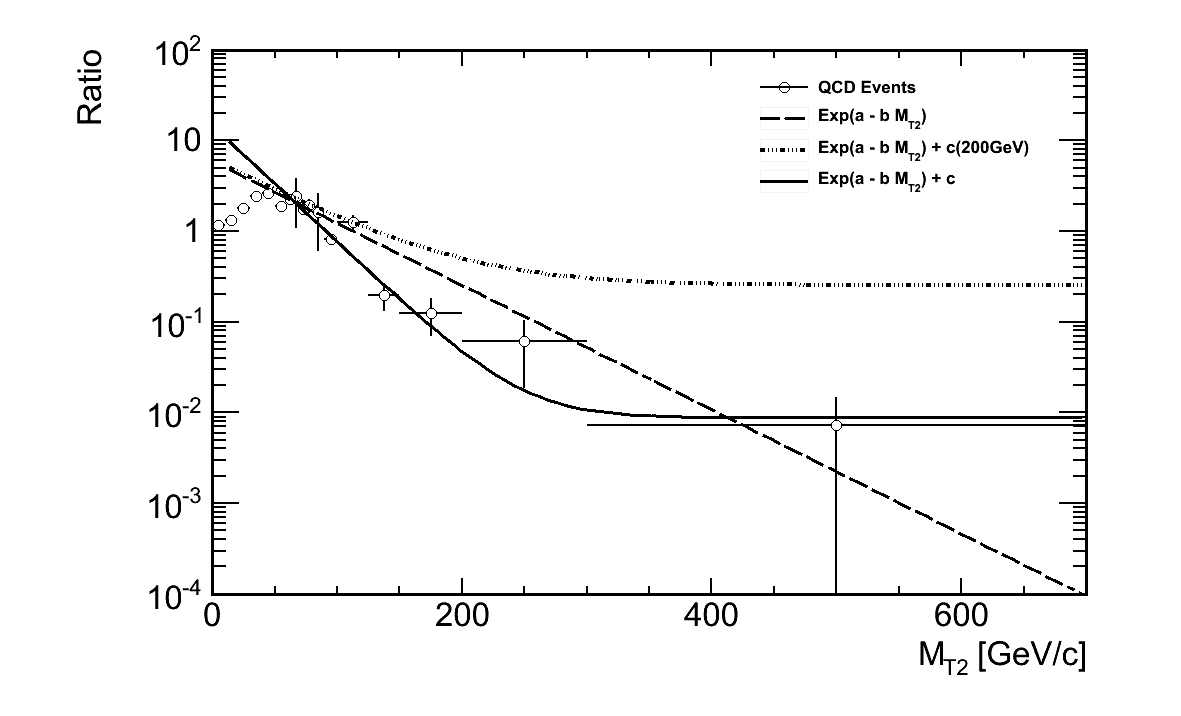 Ratio
10²
10
1
10⁻¹
10⁻²
10⁻³
10⁻⁴
QCD Events
Exp(a - b M_T2)
Exp(a - b M_T2) + c(200GeV)
Exp(a - b M_T2) + c
0 200 400 600
M_T2 [GeV/c]